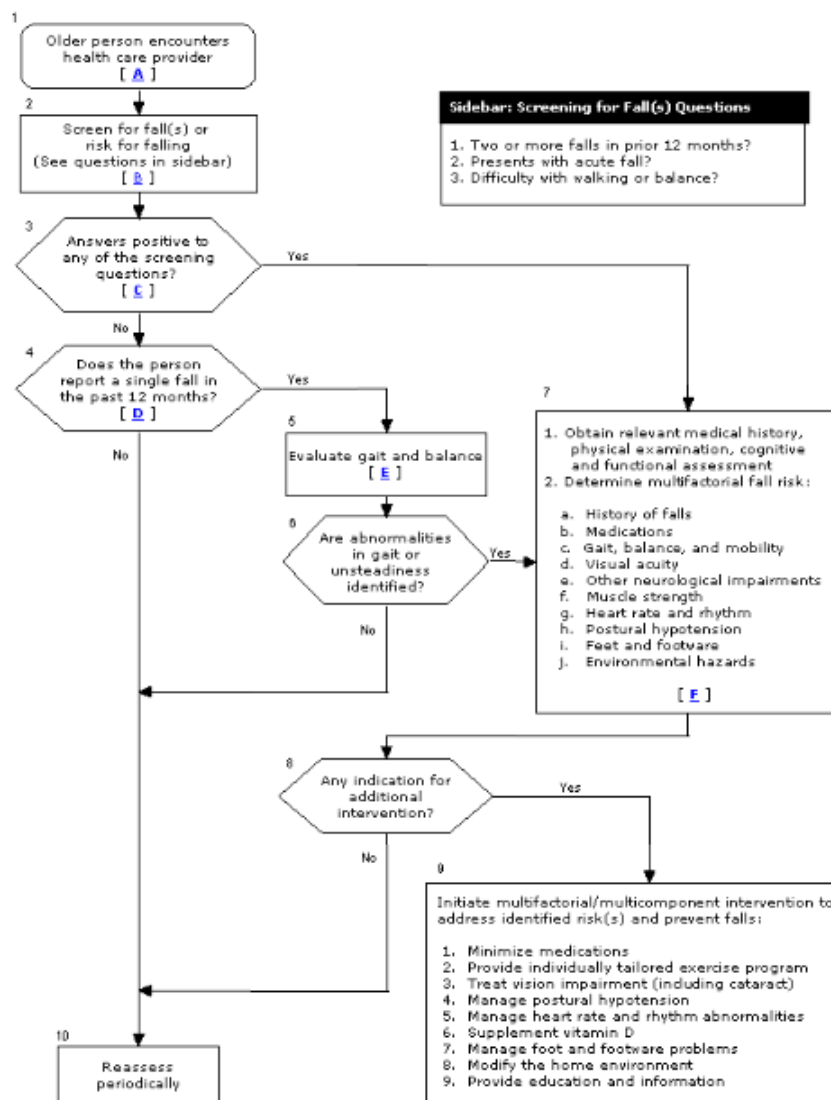 1
Older person encounters
health care provider
[ A ]
2
Screen for fall(s) or
risk for falling
(See questions in sidebar)
[ B ]
Sidebar: Screening for Fall(s) Questions
1. Two or more falls in prior 12 months?
2. Presents with acute fall?
3. Difficulty with walking or balance?
3
Answers positive to
any of the screening
questions?
[ C ]
Yes
No
4
Does the person
report a single fall in
the past 12 months?
[ D ]
Yes
No
5
Evaluate gait and balance
[ E ]
6
Are abnormalities
in gait or
unsteadiness
identified?
Yes
No
7
1. Obtain relevant medical history,
physical examination, cognitive
and functional assessment
2. Determine multifactorial fall risk:
a. History of falls
b. Medications
c. Gait, balance, and mobility
d. Visual acuity
e. Other neurological impairments
f. Muscle strength
g. Heart rate and rhythm
h. Postural hypotension
i. Feet and footware
j. Environmental hazards
[ F ]
8
Any indication for
additional
intervention?
Yes
No
9
Initiate multifactorial/multicomponent intervention to
address identified risk(s) and prevent falls:
1. Minimize medications
2. Provide individually tailored exercise program
3. Treat vision impairment (including cataract)
4. Manage postural hypotension
5. Manage heart rate and rhythm abnormalities
6. Supplement vitamin D
7. Manage foot and footware problems
8. Modify the home environment
9. Provide education and information
10
Reassess
periodically